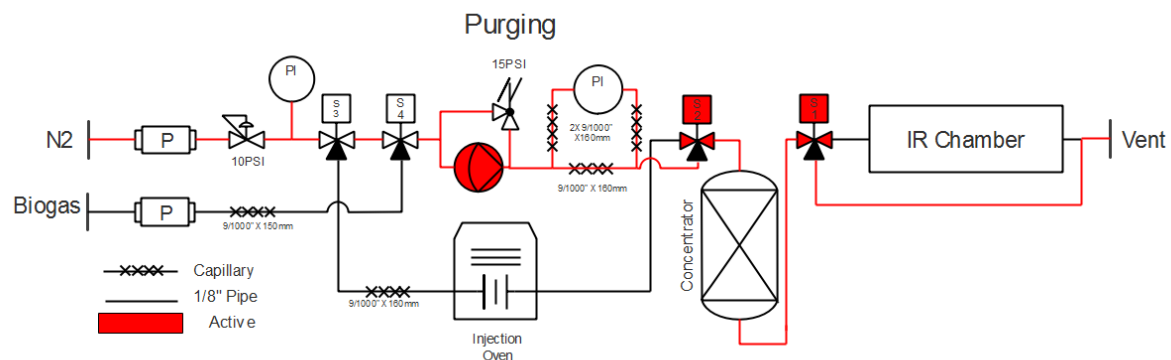 Purging
15PSI
PI
PI
S
3
S
4
S
2
S
1
N2
P
10PSI
2X 9/1000"
X160mm
IR Chamber
Vent
9/1000" X 160mm
Biogas
P
9/1000" X 150mm
Concentrator
Capillary
1/8" Pipe
Active
9/1000" X 160mm
Injection
Oven